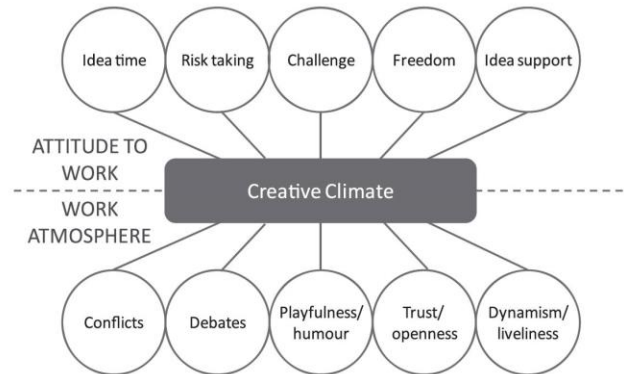 Idea time
Risk taking
Challenge
Freedom
Idea support
ATTITUDE TO
WORK
Creative Climate
WORK
ATMOSPHERE
Conflicts
Debates
Playfulness/
humour
Trust/
openness
Dynamism/
liveliness